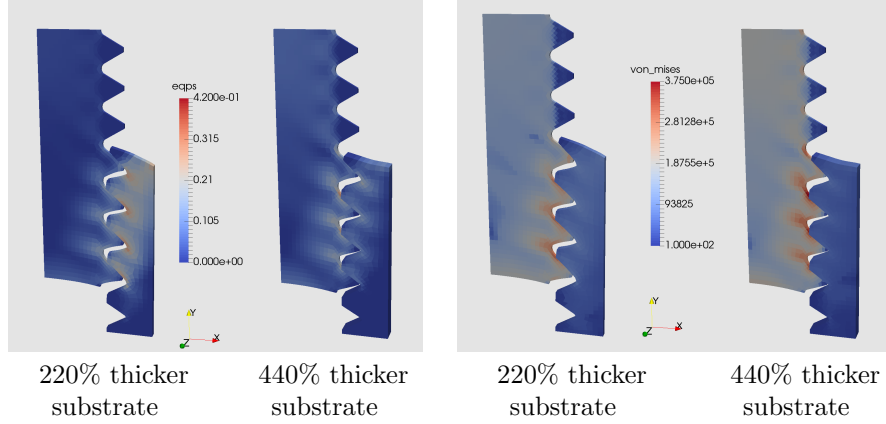 eqps
4.200e-01
0.315
0.21
0.105
0.000e+00
Y
Z
X
von_mises
3.750e+05
2.8128e+5
1.8755e+5
93825
1.000e+02
Y
Z
X
220% thicker
substrate
440% thicker
substrate
220% thicker
substrate
440% thicker
substrate